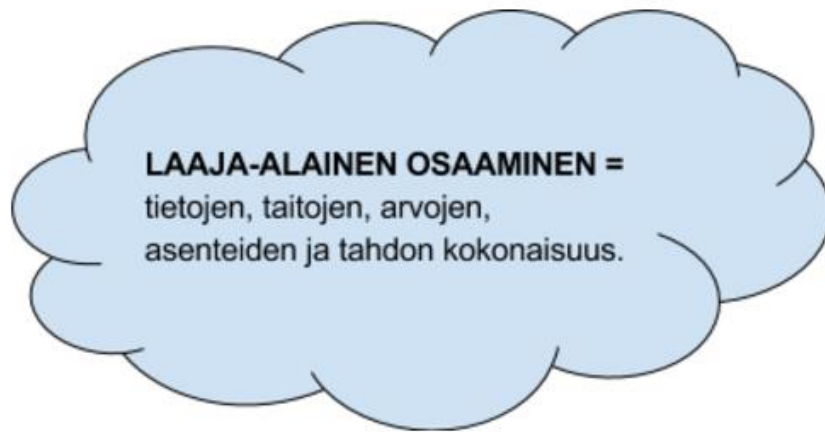 LAAJA-ALAINEN OSAAMINEN =
tietojen, taitojen, arvojen,
asenteiden ja tahdon kokonaisuus.